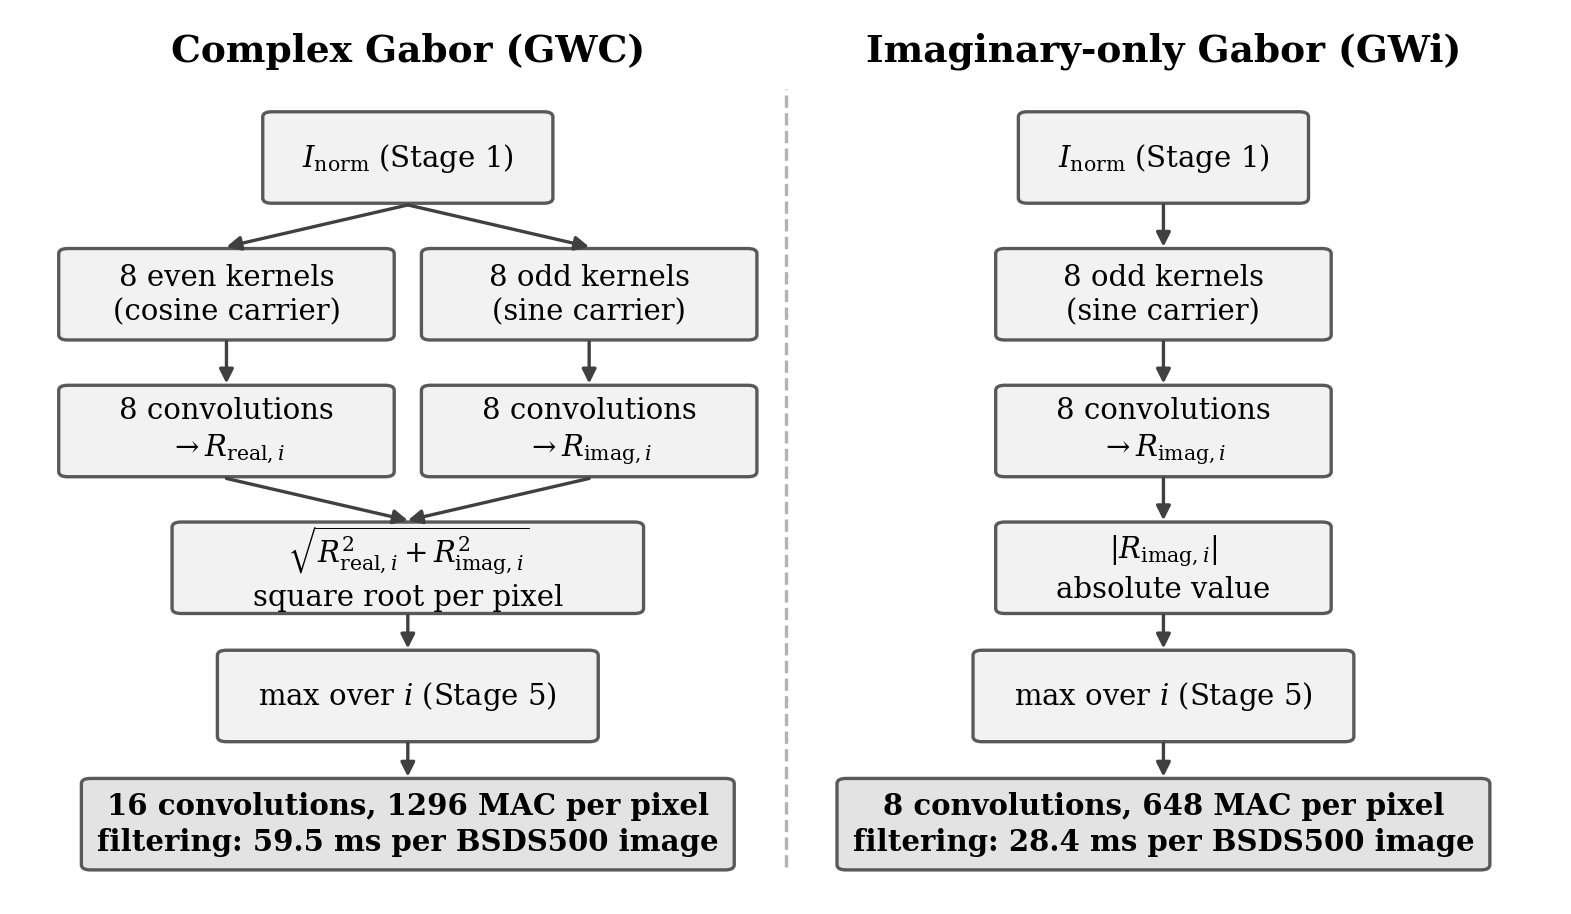 Complex Gabor (GWC)
I_norm (Stage 1)
8 even kernels
(cosine carrier)
8 odd kernels
(sine carrier)
8 convolutions
→ R_real, i
8 convolutions
→ R_imag, i
√(R²_real, i + R²_imag, i)
square root per pixel
max over i (Stage 5)
16 convolutions, 1296 MAC per pixel
filtering: 59.5 ms per BSDS500 image
Imaginary-only Gabor (GWi)
I_norm (Stage 1)
8 odd kernels
(sine carrier)
8 convolutions
→ R_imag, i
|R_imag, i|
absolute value
max over i (Stage 5)
8 convolutions, 648 MAC per pixel
filtering: 28.4 ms per BSDS500 image